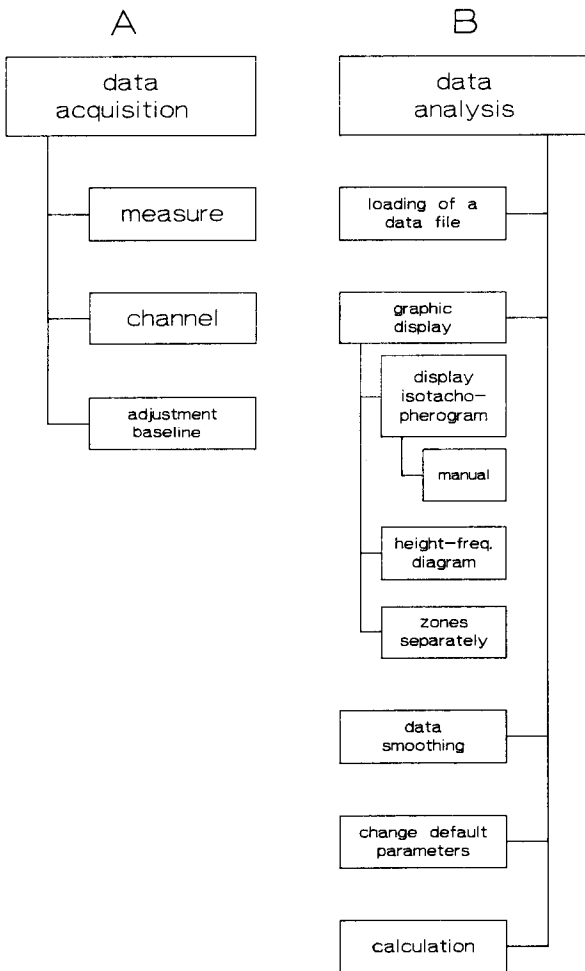 A
data
acquisition
measure
channel
adjustment
baseline
B
data
analysis
loading of a
data file
graphic
display
display
isotacho-
pherogram
manual
height-freq.
diagram
zones
separately
data
smoothing
change default
parameters
calculation